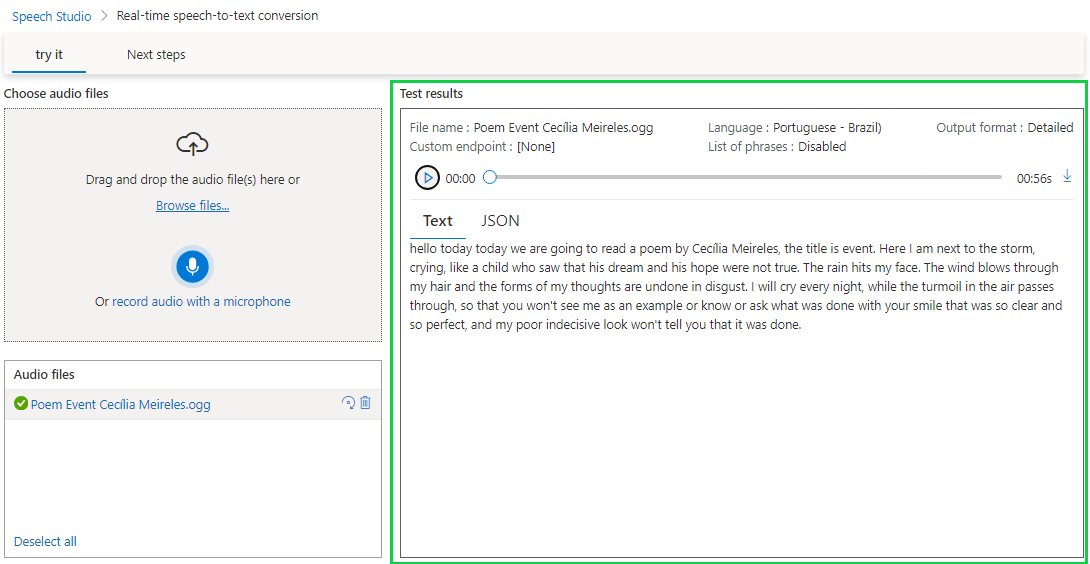 Speech Studio > Real-time speech-to-text conversion
try it Next steps
Choose audio files
Drag and drop the audio file(s) here or
Browse files...
Or record audio with a microphone
Audio files
Poem Event Cecília Meireles.ogg
Deselect all
Test results
File name : Poem Event Cecília Meireles.ogg Language : Portuguese - Brazil) Output format : Detailed
Custom endpoint : [None] List of phrases : Disabled
00:00 00:56s
Text JSON
hello today today we are going to read a poem by Cecília Meireles, the title is event. Here I am next to the storm,
crying, like a child who saw that his dream and his hope were not true. The rain hits my face. The wind blows through
my hair and the forms of my thoughts are undone in disgust. I will cry every night, while the turmoil in the air passes
through, so that you won't see me as an example or know or ask what was done with your smile that was so clear and
so perfect, and my poor indecisive look won't tell you that it was done.